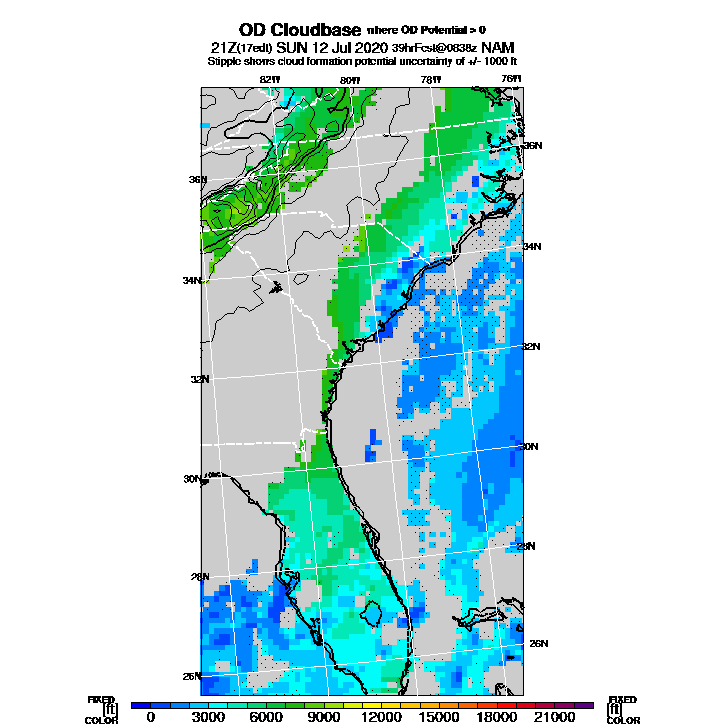 OD Cloudbase where OD Potential > 0
21Z(17edt) SUN 12 Jul 2020 39hrFcst@0838z NAM
Stipple shows cloud formation potential uncertainty of +/- 1000 ft
82W 80W 78W 76W
36N
36N
34N
34N
32N
32N
30N
30N
28N
28N
26N
26N
FIXED FIXED
[ft] 0 3000 6000 9000 12000 15000 18000 21000 [ft]
COLOR COLOR